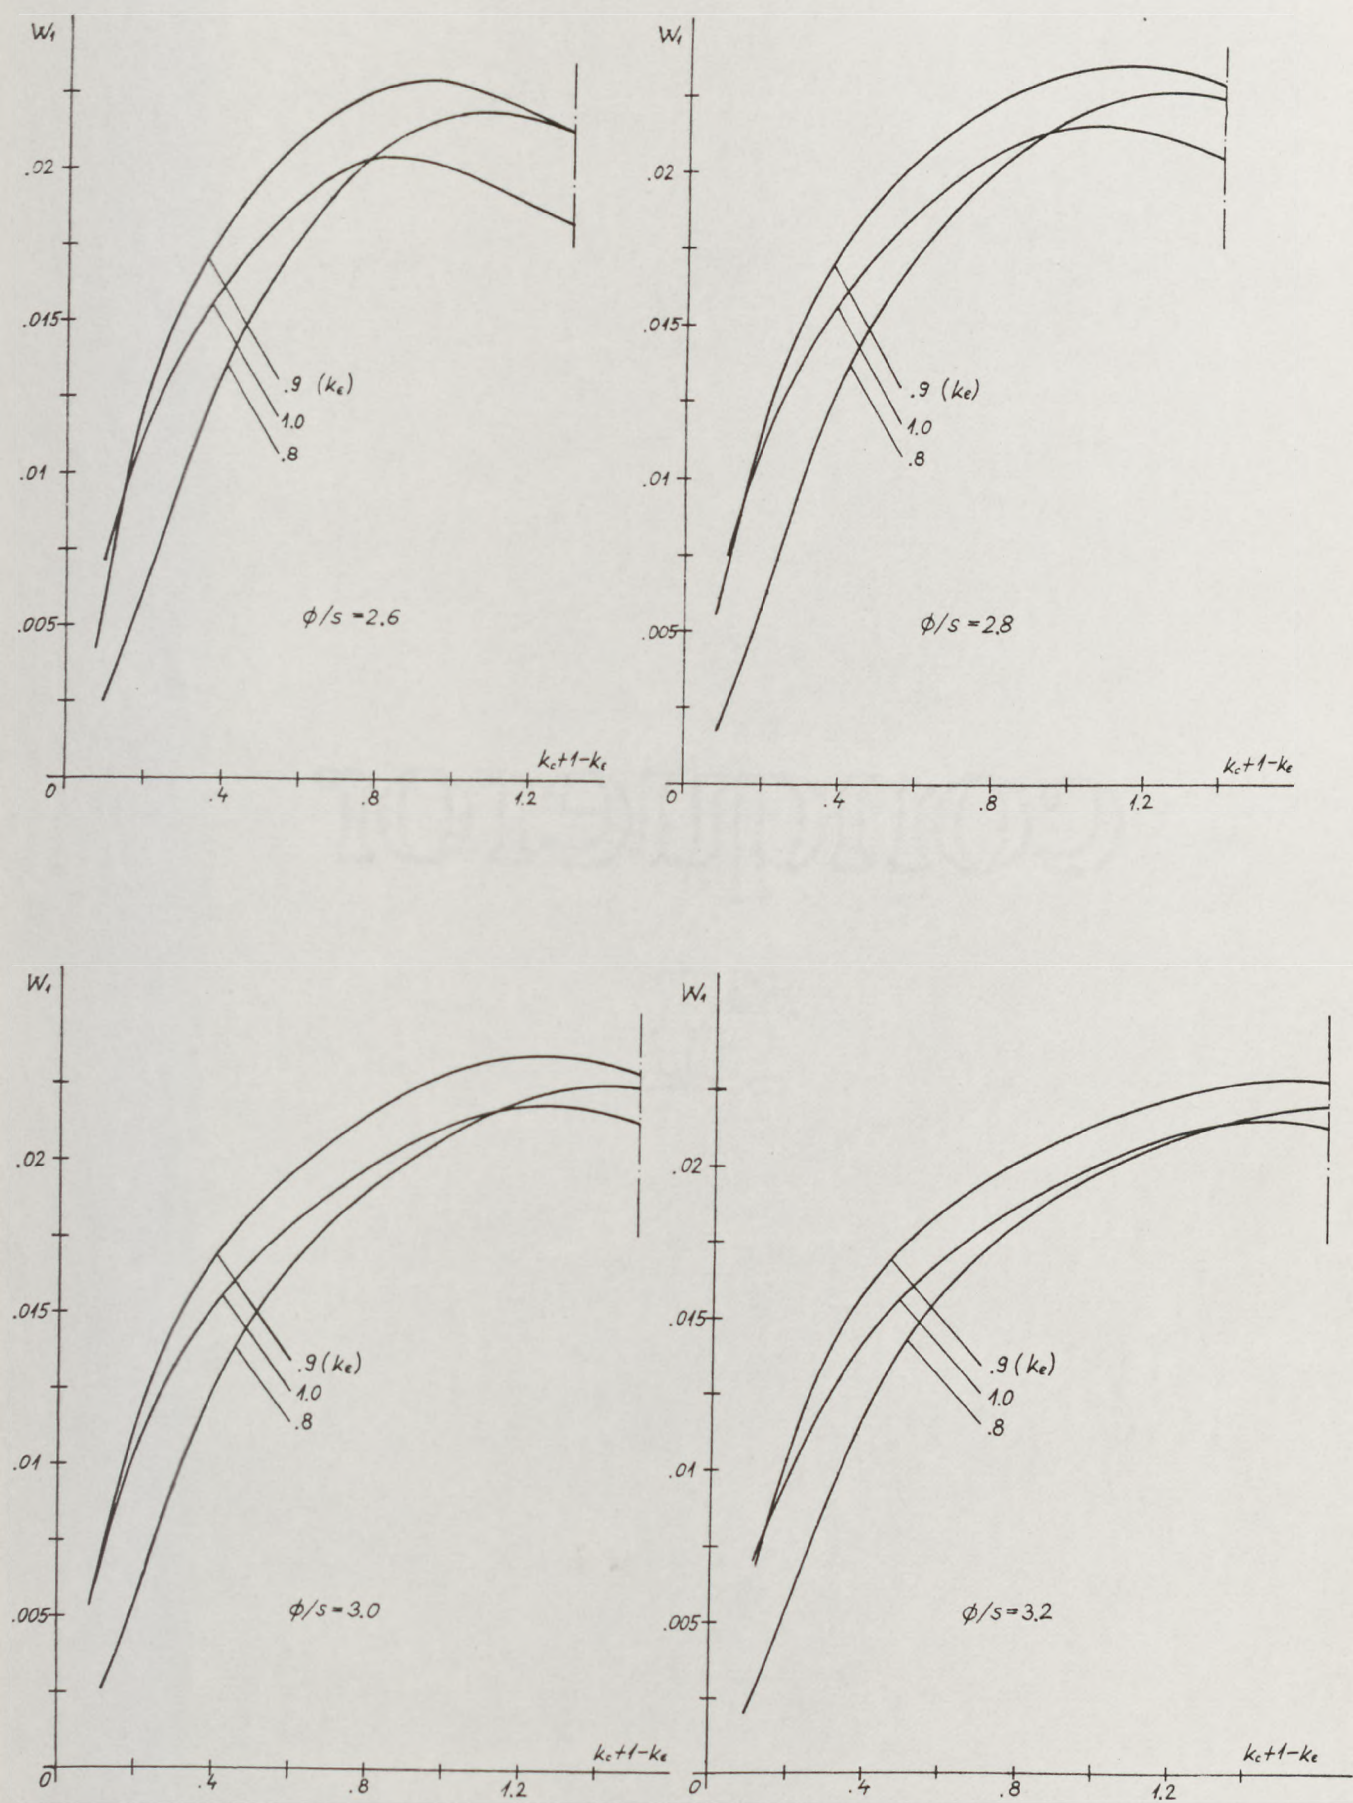 W₁
.02
.015
.9 (kₑ)
1.0
.8
.01
ϕ/s = 2.6
.005
k꜀+1-kₑ
0 .4 .8 1.2
W₁
.02
.015
.9 (kₑ)
1.0
.8
.01
ϕ/s = 2.8
.005
k꜀+1-kₑ
0 .4 .8 1.2
W₁
.02
.015
.9 (kₑ)
1.0
.8
.01
ϕ/s = 3.0
.005
k꜀+1-kₑ
0 .4 .8 1.2
W₁
.02
.015
.9 (kₑ)
1.0
.8
.01
ϕ/s = 3.2
.005
k꜀+1-kₑ
0 .4 .8 1.2